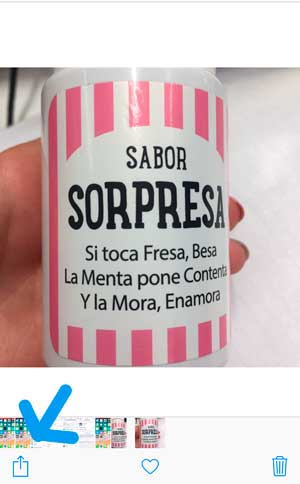 SABOR
SORPRESA
Si toca Fresa, Besa
La Menta pone Contenta
Y la Mora, Enamora